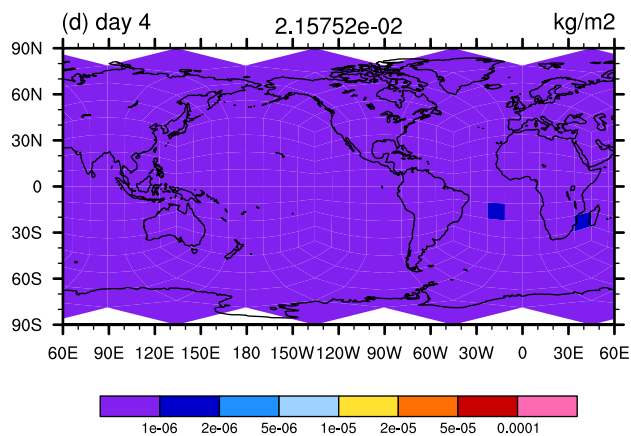 (d) day 4 2.15752e-02 kg/m2
90N
60N
30N
0
30S
60S
90S
60E 90E 120E 150E 180 150W 120W 90W 60W 30W 0 30E 60E
1e-06 2e-06 5e-06 1e-05 2e-05 5e-05 0.0001